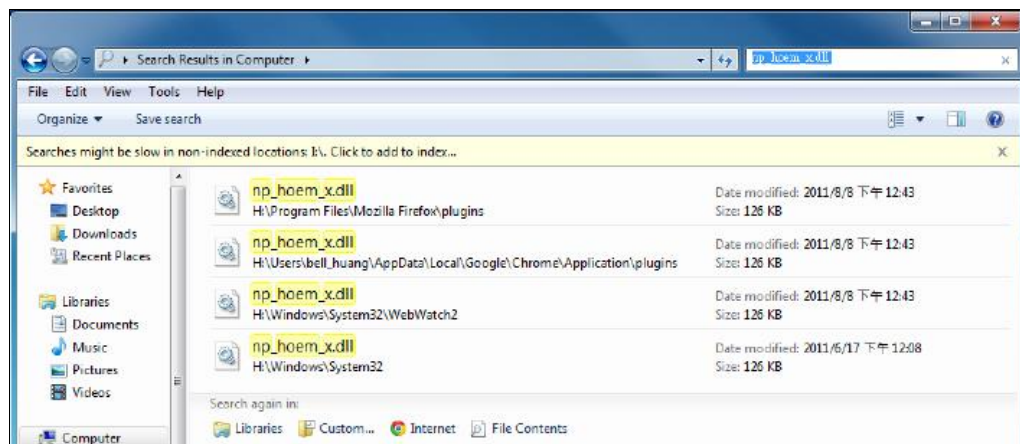 Search Results in Computer
np_hoem_x.dll
File Edit View Tools Help
Organize Save search
Searches might be slow in non-indexed locations: I:\. Click to add to index...
Favorites
Desktop
Downloads
Recent Places
Libraries
Documents
Music
Pictures
Videos
Computer
np_hoem_x.dll
H:\Program Files\Mozilla Firefox\plugins
Date modified: 2011/8/8 下午 12:43
Size: 126 KB
np_hoem_x.dll
H:\Users\bell_huang\AppData\Local\Google\Chrome\Application\plugins
Date modified: 2011/8/8 下午 12:43
Size: 126 KB
np_hoem_x.dll
H:\Windows\System32\WebWatch2
Date modified: 2011/8/8 下午 12:43
Size: 126 KB
np_hoem_x.dll
H:\Windows\System32
Date modified: 2011/6/17 下午 12:08
Size: 126 KB
Search again in:
Libraries Custom... Internet File Contents